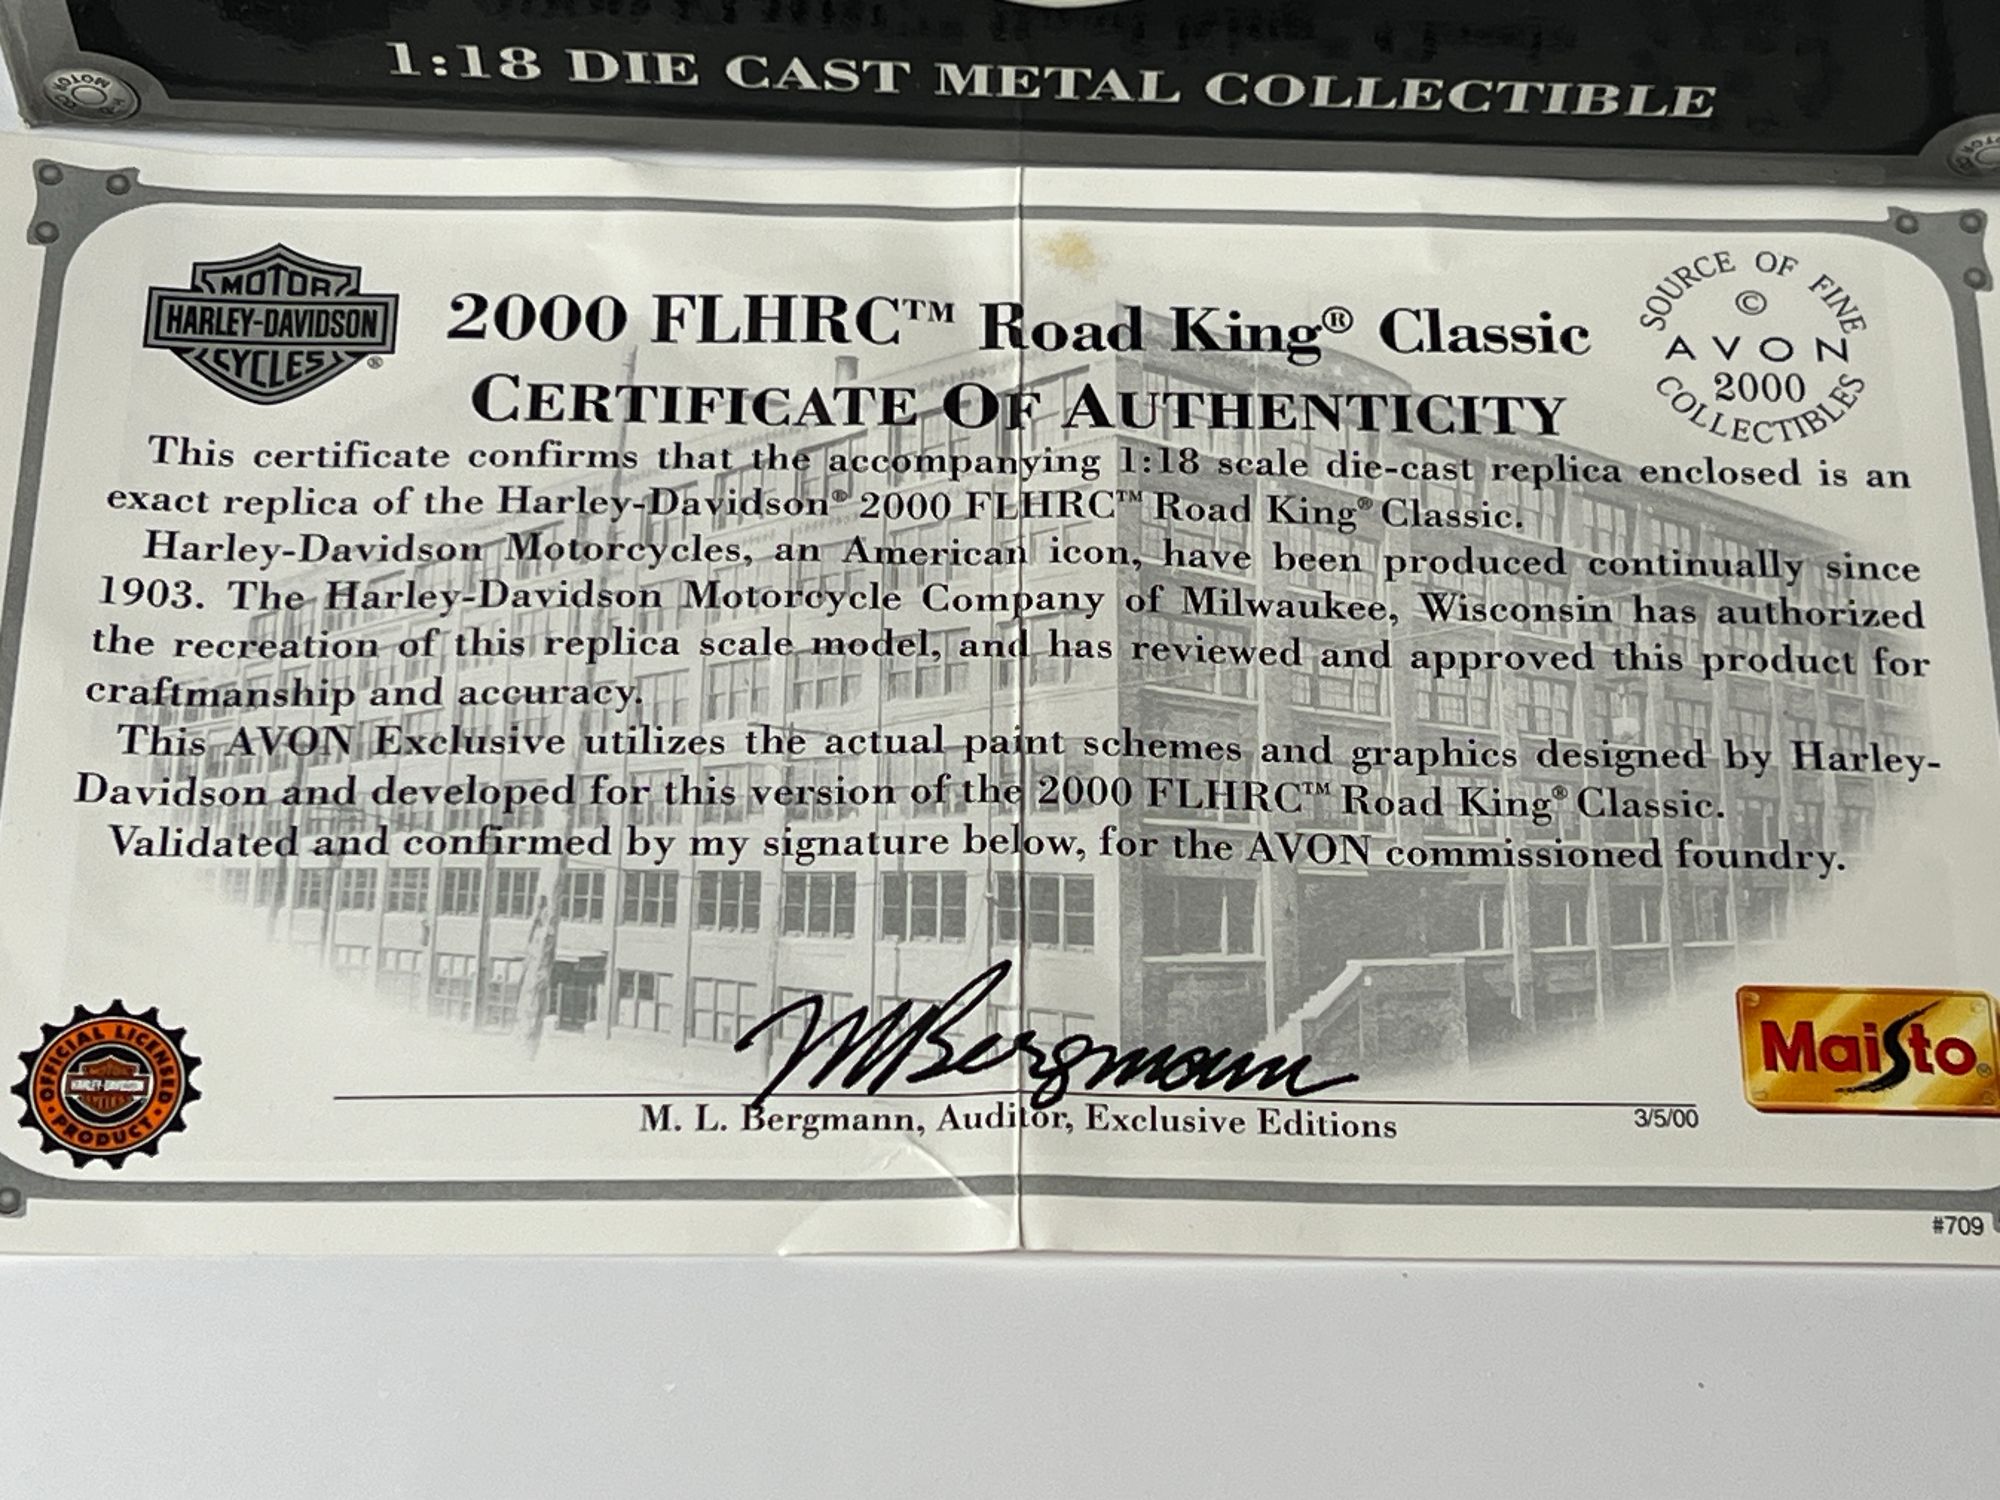 1:18 DIE CAST METAL COLLECTIBLE
MOTOR
HARLEY-DAVIDSON
CYCLES®
2000 FLHRC™ Road King® Classic
CERTIFICATE OF AUTHENTICITY
SOURCE OF FINE
©
AVON
2000
COLLECTIBLES
This certificate confirms that the accompanying 1:18 scale die-cast replica enclosed is an
exact replica of the Harley-Davidson® 2000 FLHRC™ Road King® Classic.
Harley-Davidson Motorcycles, an American icon, have been produced continually since
1903. The Harley-Davidson Motorcycle Company of Milwaukee, Wisconsin has authorized
the recreation of this replica scale model, and has reviewed and approved this product for
craftmanship and accuracy.
This AVON Exclusive utilizes the actual paint schemes and graphics designed by Harley-
Davidson and developed for this version of the 2000 FLHRC™ Road King® Classic.
Validated and confirmed by my signature below, for the AVON commissioned foundry.
MBergmann
M. L. Bergmann, Auditor, Exclusive Editions
3/5/00
OFFICIAL LICENSED
MOTOR
HARLEY-DAVIDSON
CYCLES
PRODUCT
Maisto®
#709